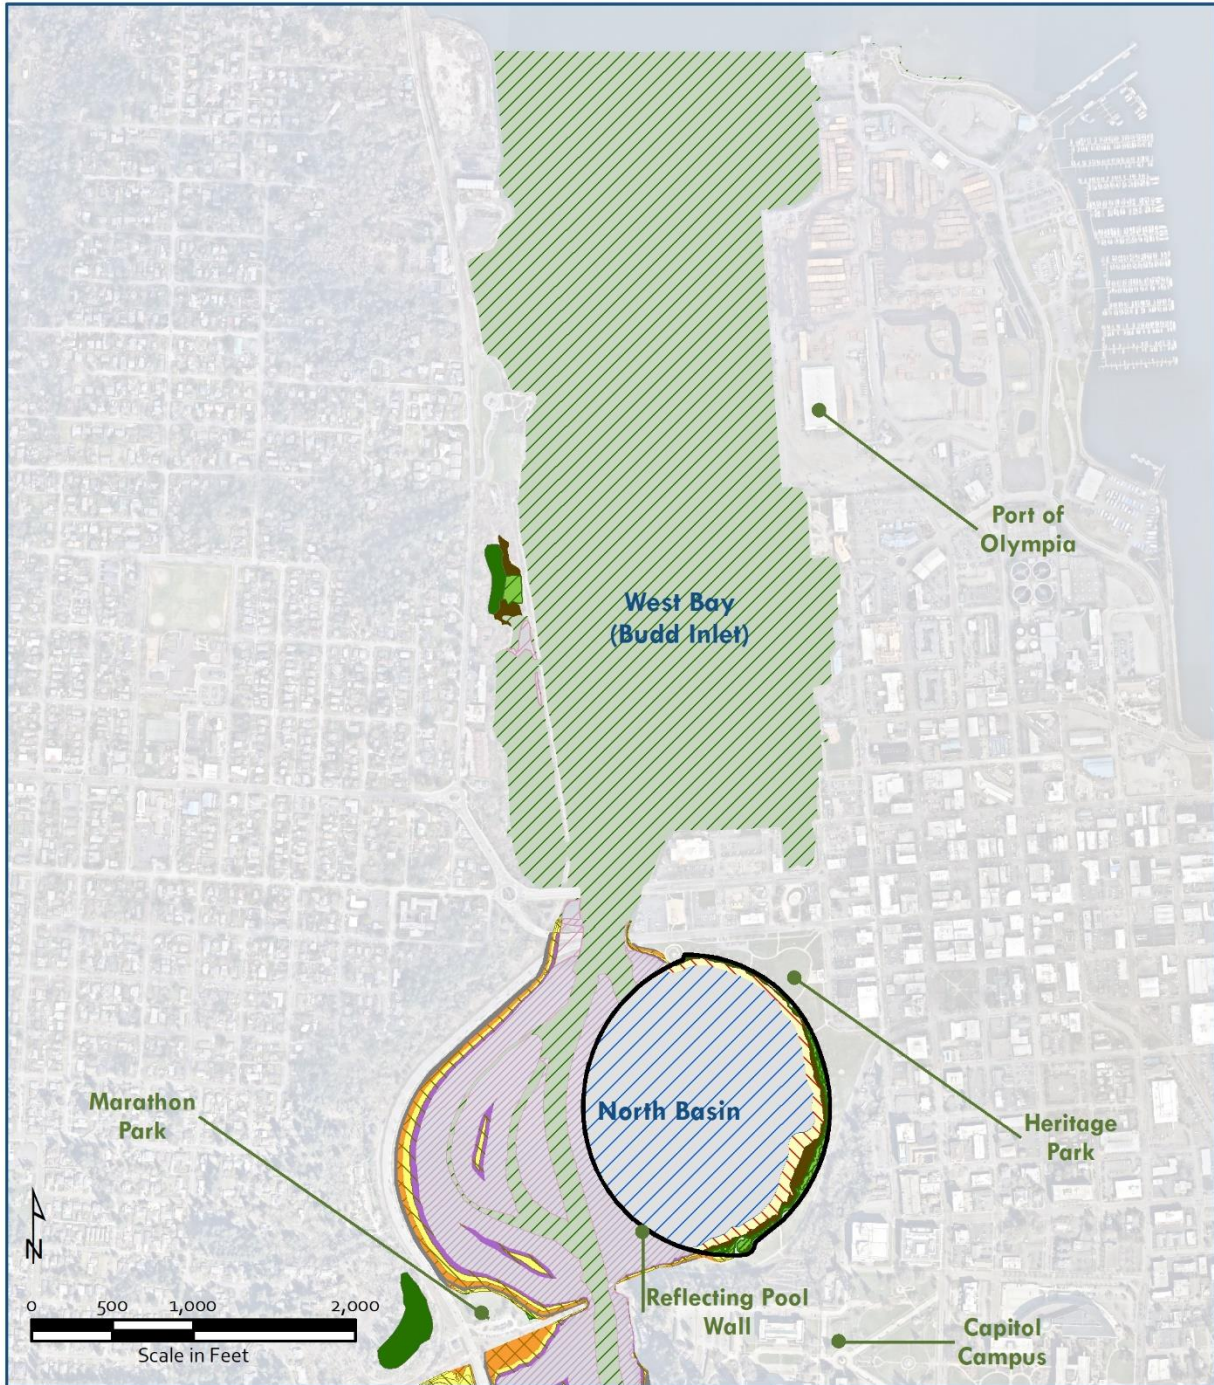 Port of
Olympia
West Bay
(Budd Inlet)
Marathon
Park
North Basin
Heritage
Park
N
0 500 1,000 2,000
Scale in Feet
Reflecting Pool
Wall
Capitol
Campus